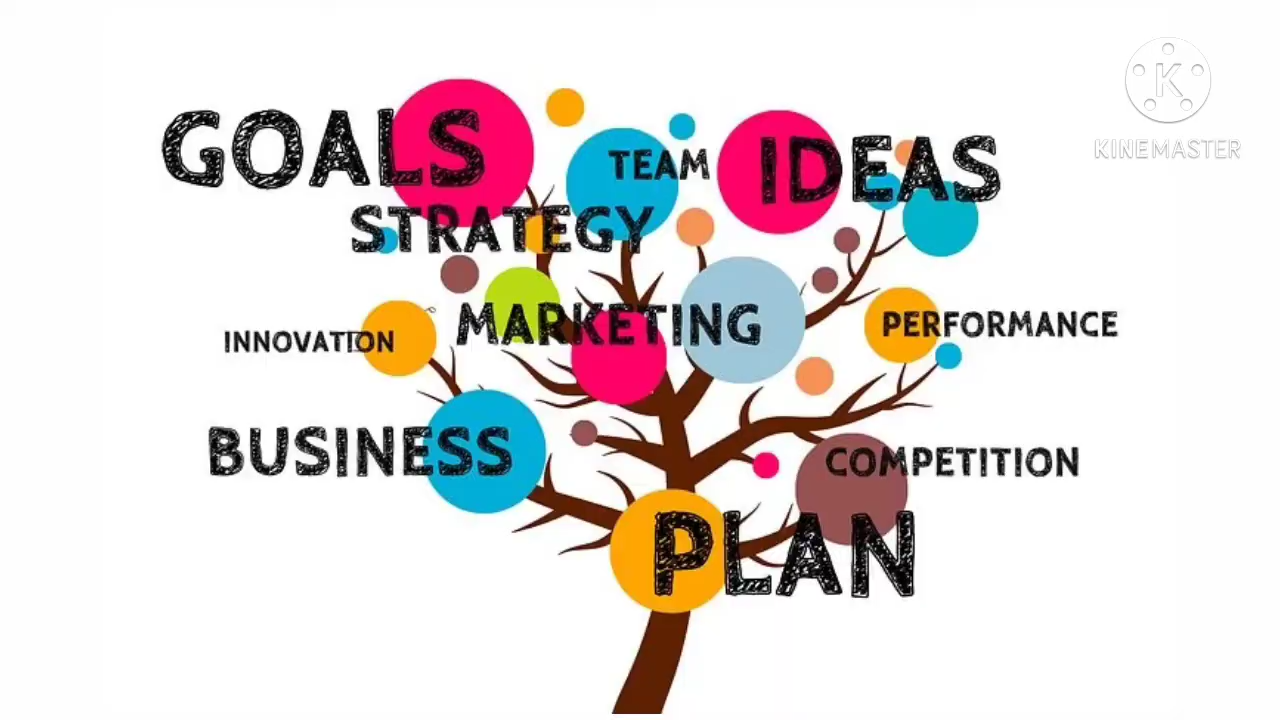 GOALS
TEAM
IDEAS
STRATEGY
MARKETING
INNOVATION
PERFORMANCE
BUSINESS
COMPETITION
PLAN
K
KINEMASTER